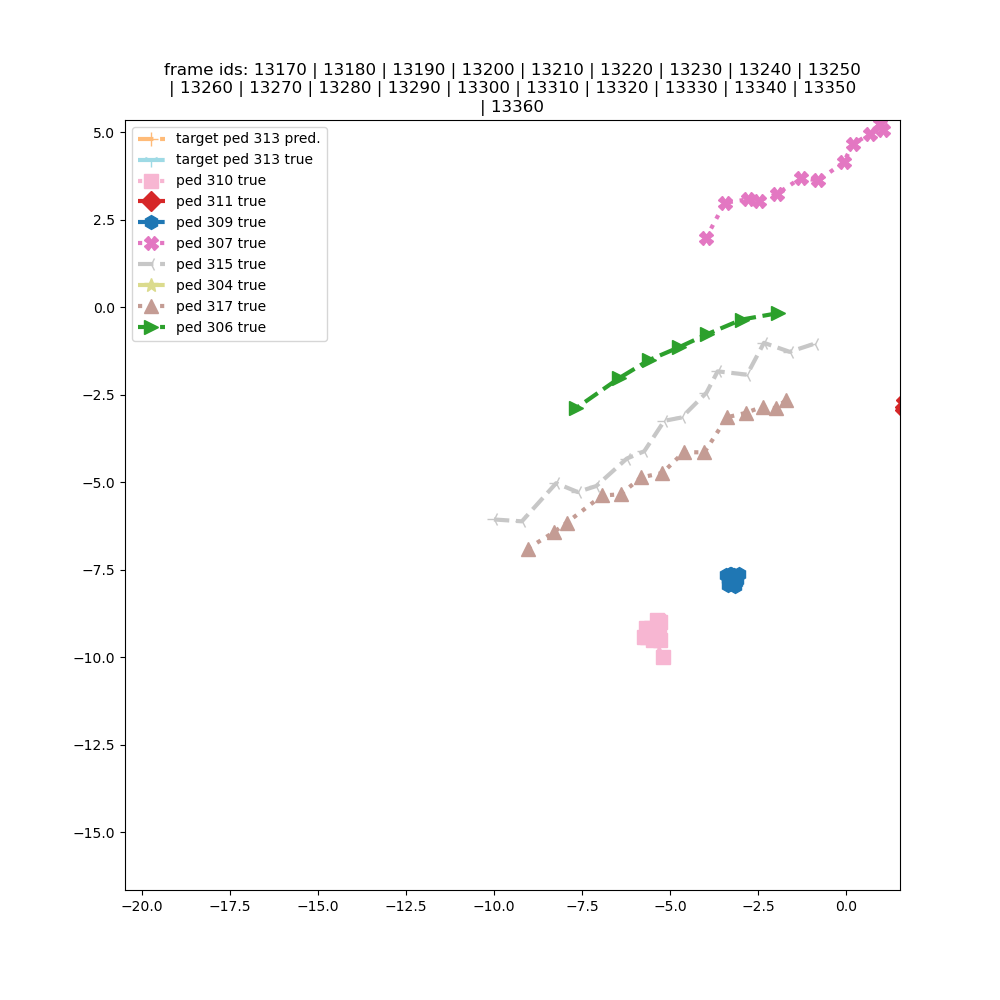 frame ids: 13170 | 13180 | 13190 | 13200 | 13210 | 13220 | 13230 | 13240 | 13250
| 13260 | 13270 | 13280 | 13290 | 13300 | 13310 | 13320 | 13330 | 13340 | 13350
| 13360
target ped 313 pred.
target ped 313 true
ped 310 true
ped 311 true
ped 309 true
ped 307 true
ped 315 true
ped 304 true
ped 317 true
ped 306 true
5.0
2.5
0.0
−2.5
−5.0
−7.5
−10.0
−12.5
−15.0
−20.0 −17.5 −15.0 −12.5 −10.0 −7.5 −5.0 −2.5 0.0